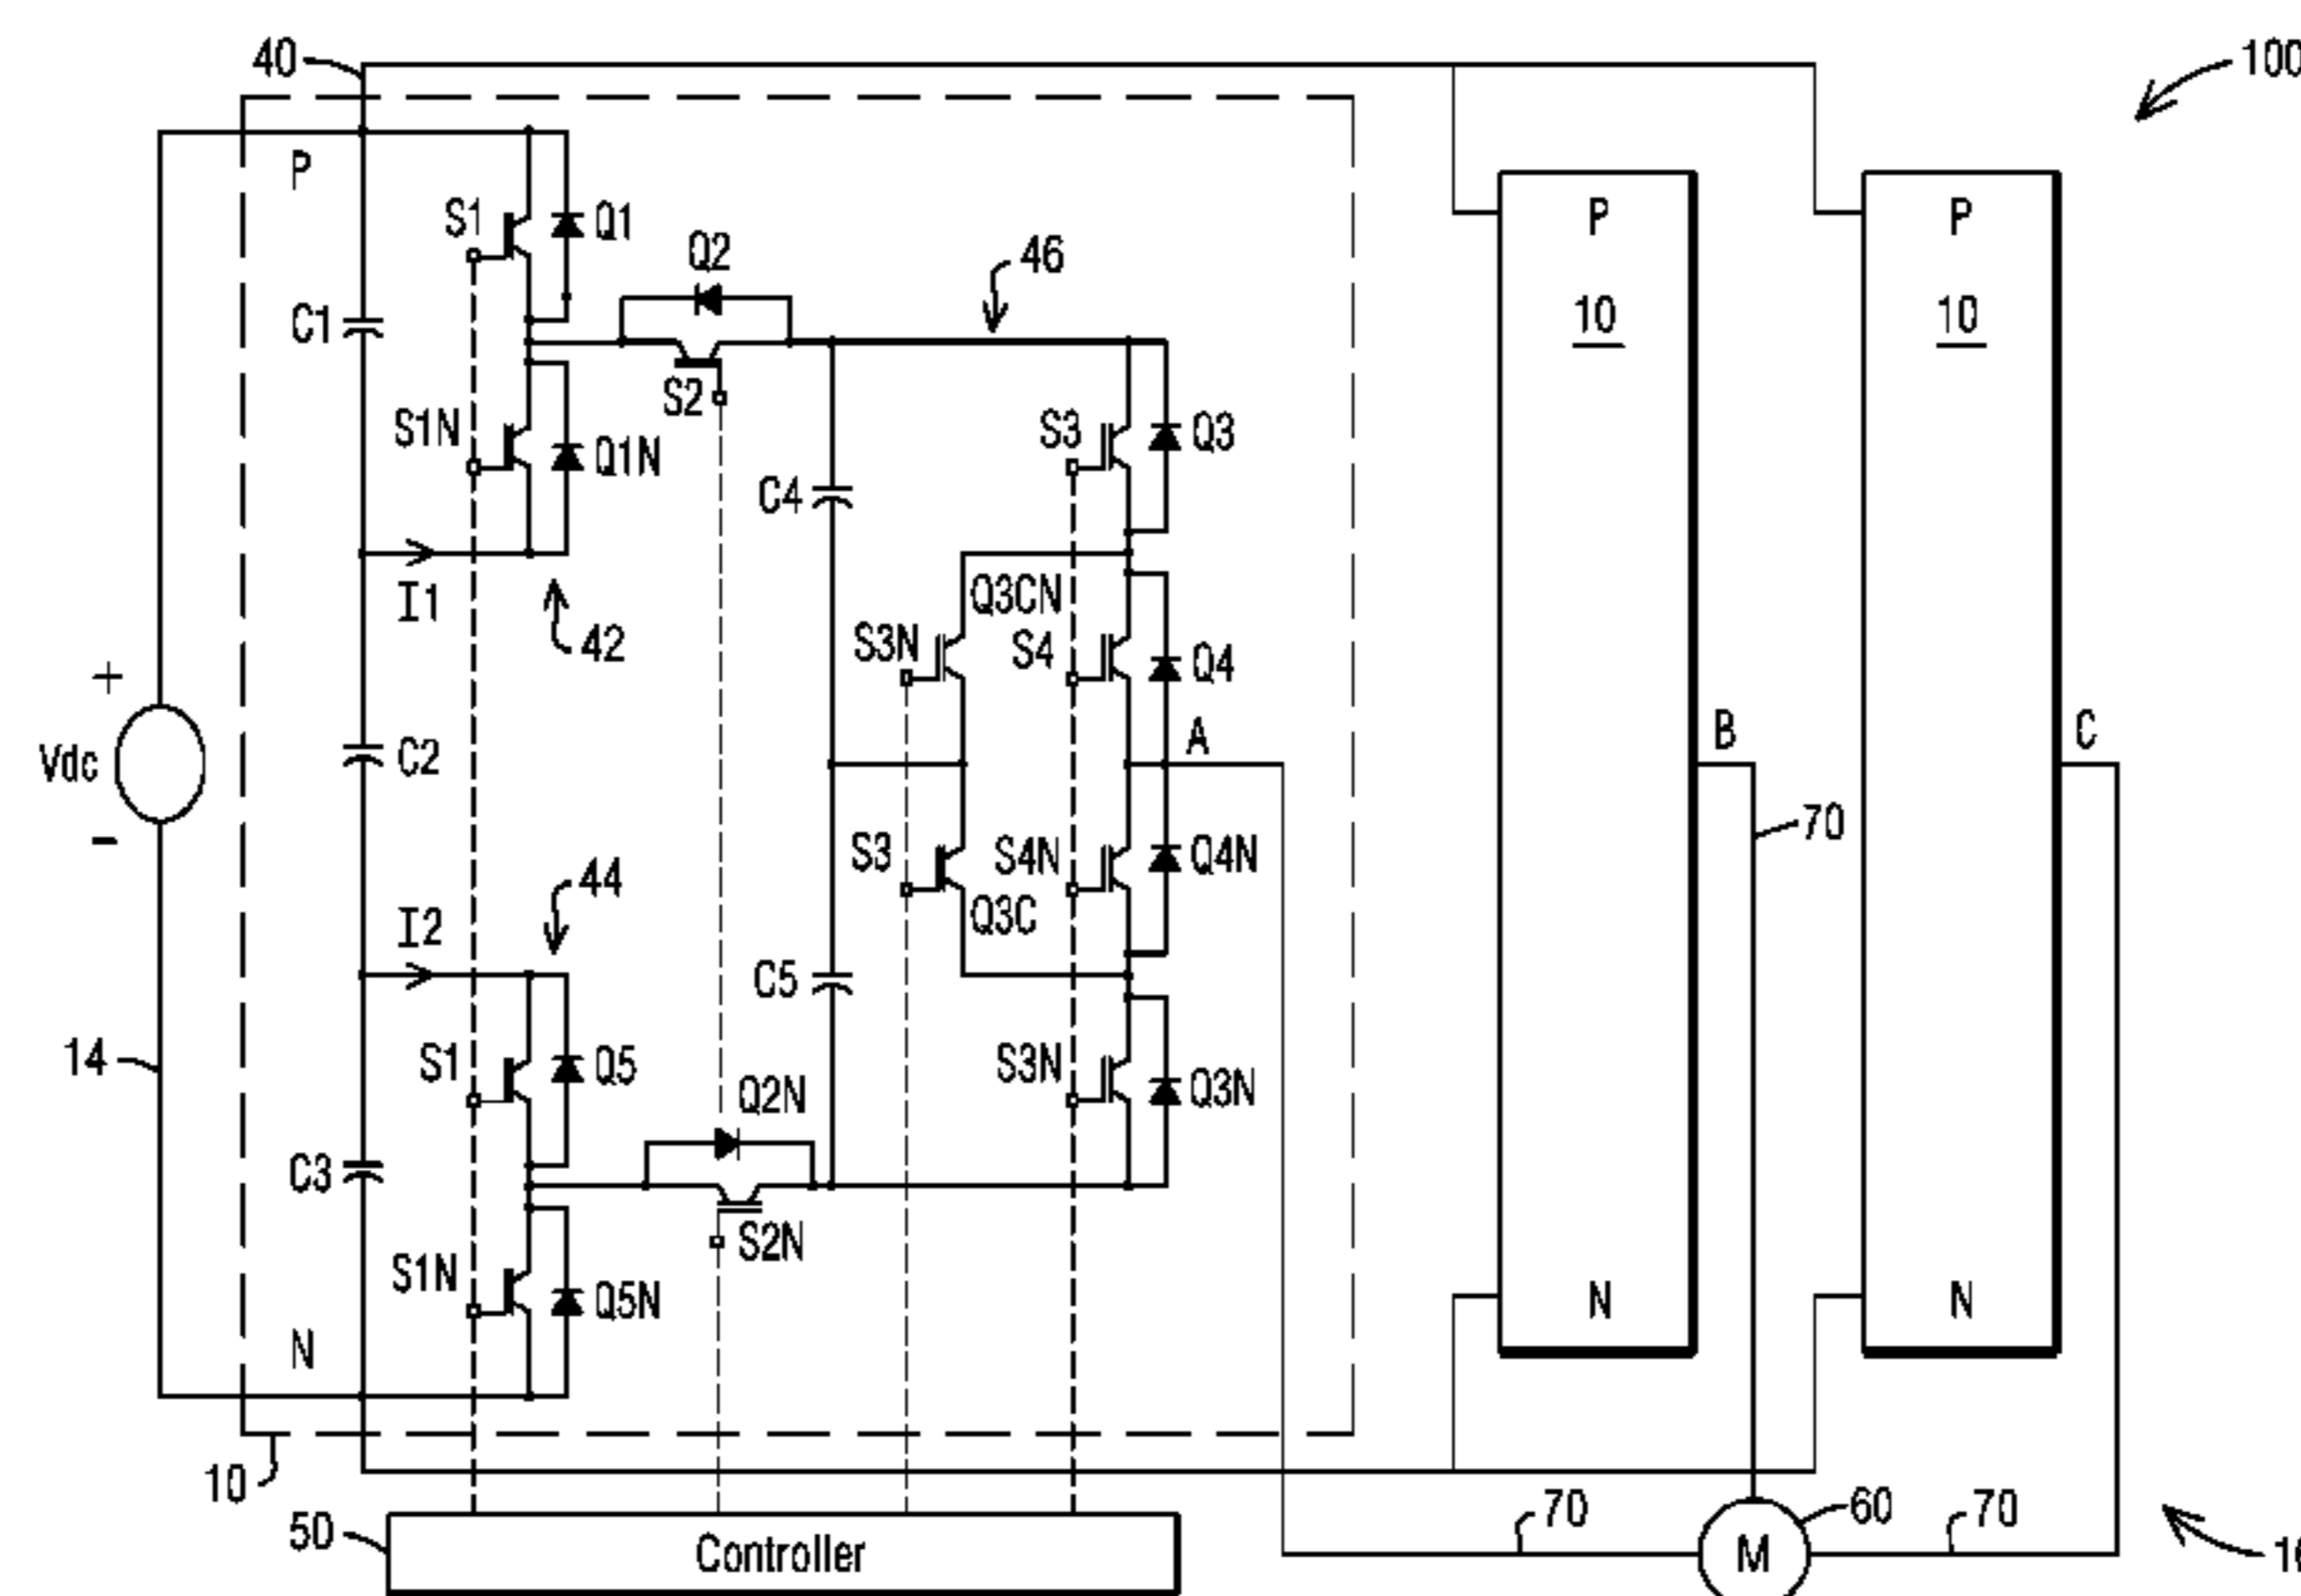 40
100
P
S1
Q1
Q2
46
P
P
10
10
C1
S2
S1N
Q1N
S3
Q3
C4
I1
42
Q3CN
S3N
S4
Q4
+
Vdc
C2
A
B
C
70
-
S3
S4N
Q4N
44
I2
Q3C
C5
14
S1
Q5
Q2N
S3N
Q3N
C3
S2N
S1N
Q5N
N
N
N
10
50
Controller
70
60
70
M